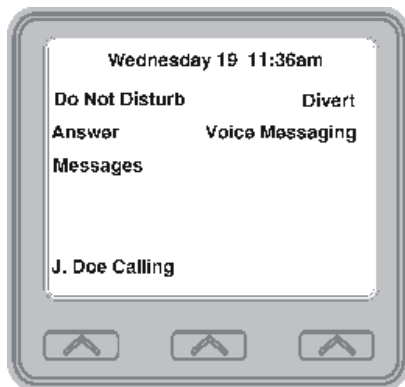 Wednesday 19 11:36am
Do Not Disturb Divert
Answer Voice Messaging
Messages
J. Doe Calling